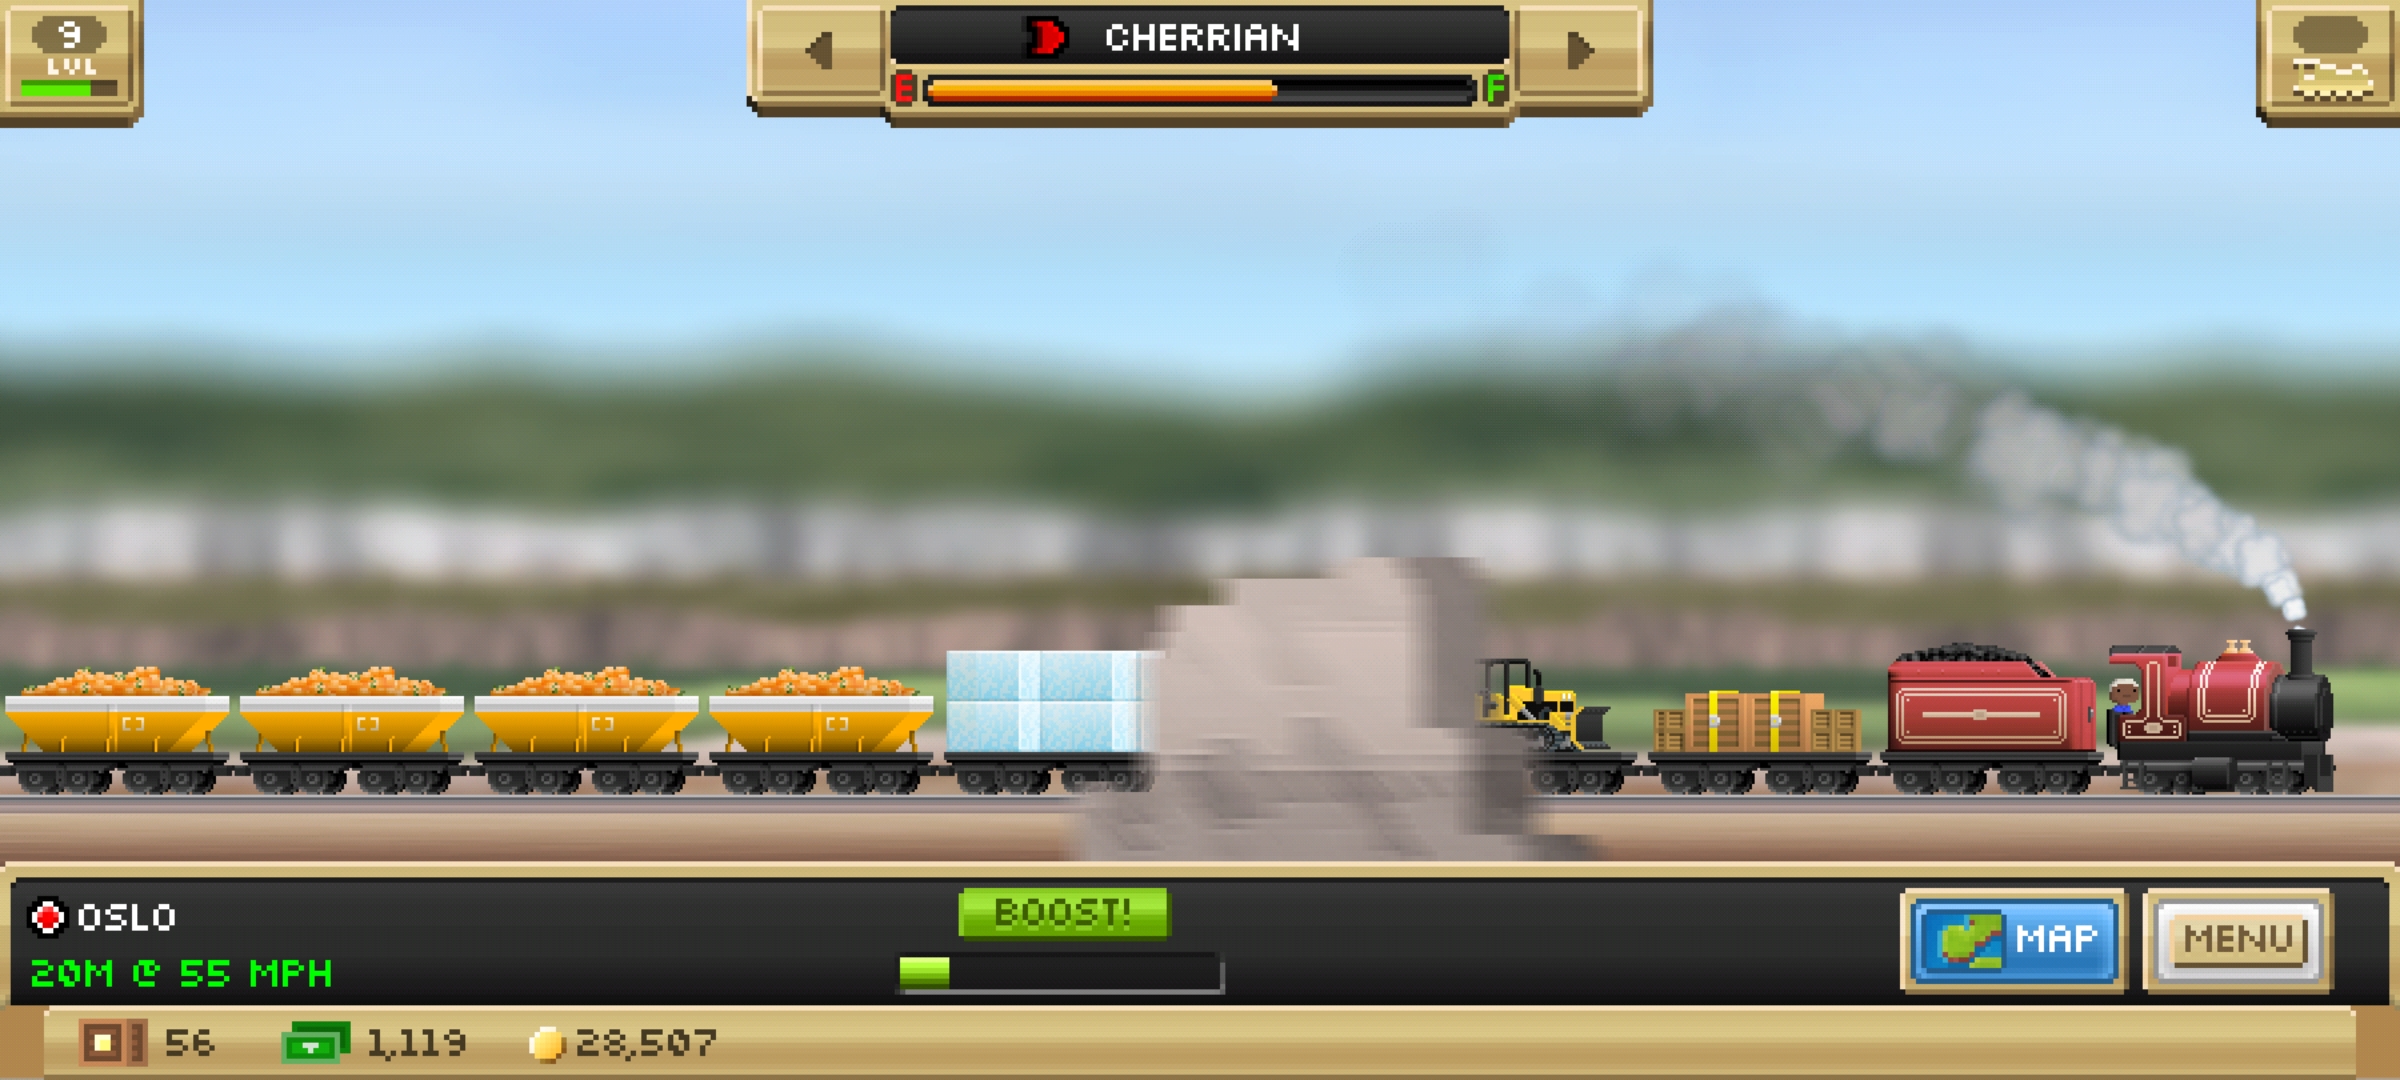 9
LVL
CHERRIAN
E F
OSLO
20M @ 55 MPH
BOOST!
MAP
MENU
56 1,119 28,507